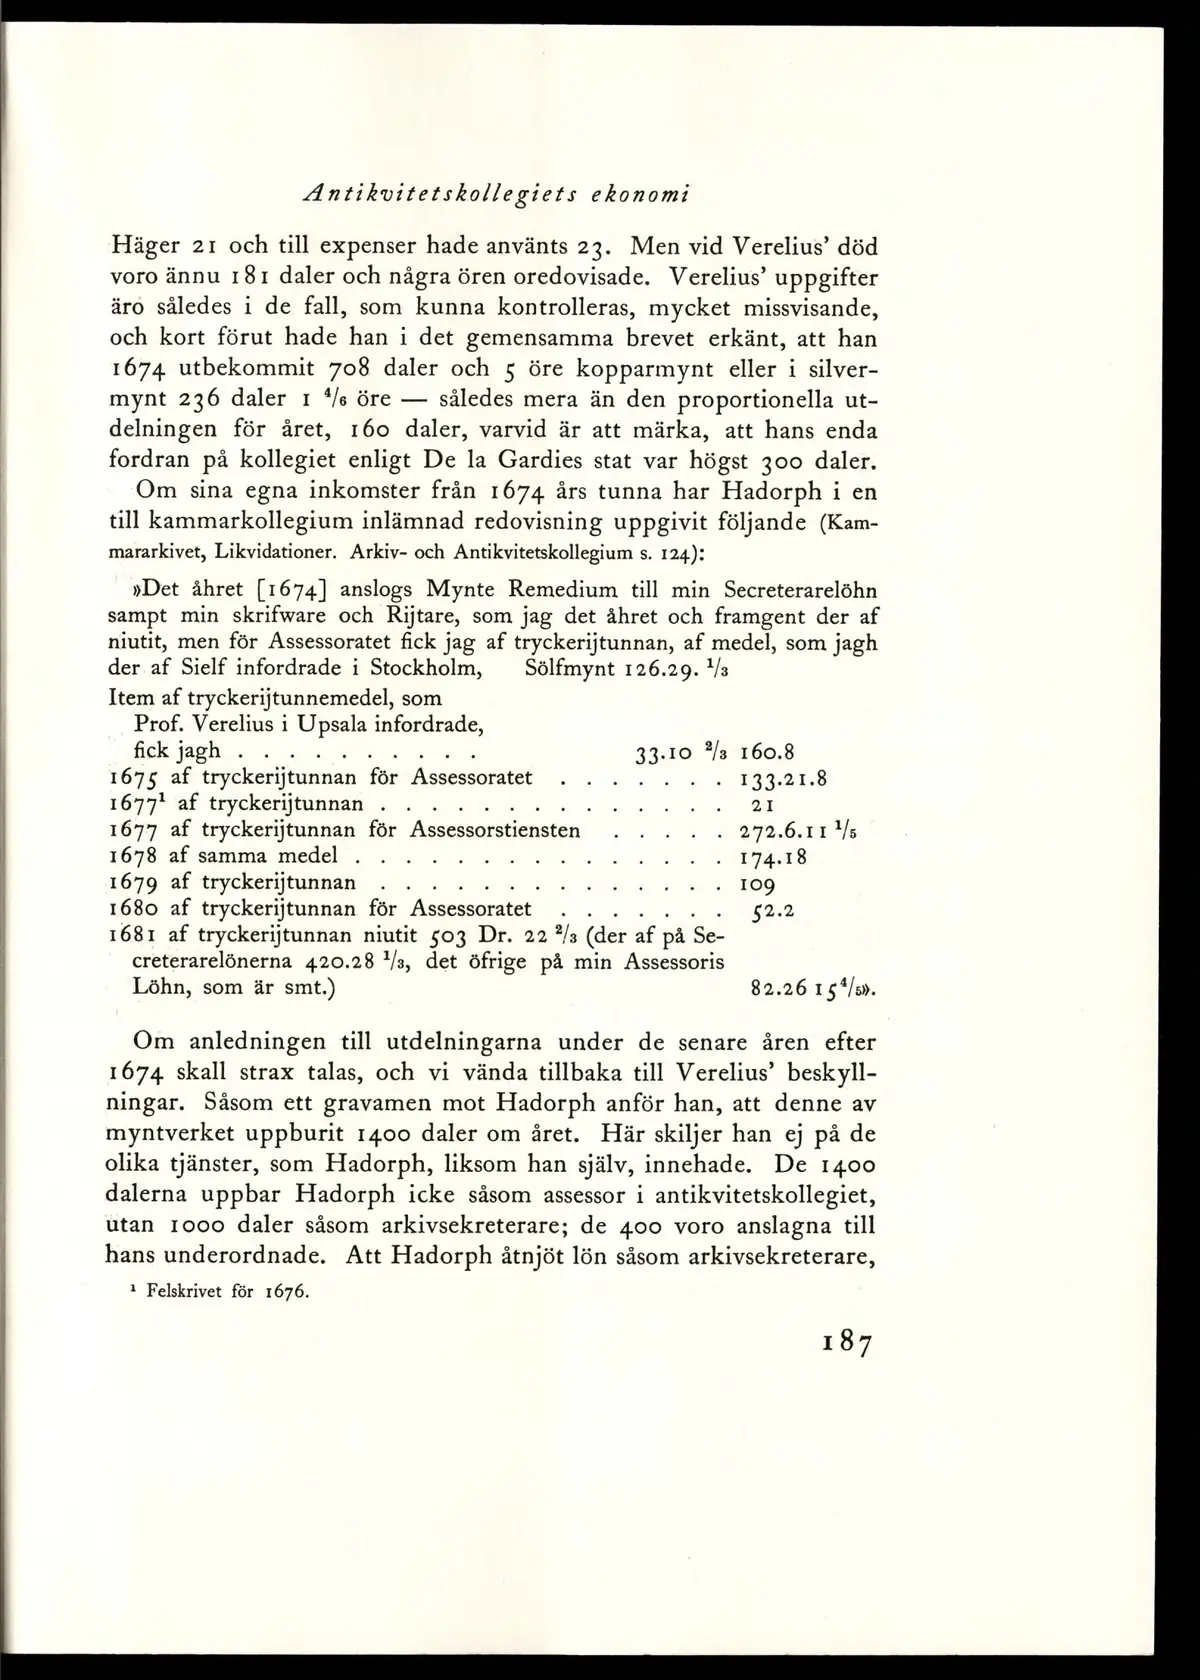 Antikvitetskollegiets ekonomi
Häger 21 och till expenser hade använts 23. Men vid Verelius’ död
voro ännu 181 daler och några ören oredovisade. Verelius’ uppgifter
äro således i de fall, som kunna kontrolleras, mycket missvisande,
och kort förut hade han i det gemensamma brevet erkänt, att han
1674 utbekommit 708 daler och 5 öre kopparmynt eller i silver-
mynt 236 daler 1 ⁴/₆ öre — således mera än den proportionella ut-
delningen för året, 160 daler, varvid är att märka, att hans enda
fordran på kollegiet enligt De la Gardies stat var högst 300 daler.
Om sina egna inkomster från 1674 års tunna har Hadorph i en
till kammarkollegium inlämnad redovisning uppgivit följande (Kam-
mararkivet, Likvidationer. Arkiv- och Antikvitetskollegium s. 124):
»Det åhret [1674] anslogs Mynte Remedium till min Secreterarelöhn
sampt min skrifware och Rijtare, som jag det åhret och framgent der af
niutit, men för Assessoratet fick jag af tryckerijtunnan, af medel, som jagh
der af Sielf infordrade i Stockholm, Sölfmynt 126.29. ¹/₃
Item af tryckerijtunnemedel, som
Prof. Verelius i Upsala infordrade,
fick jagh . . . . . . . . . . 33.10 ²/₃ 160.8
1675 af tryckerijtunnan för Assessoratet . . . . . . . 133.21.8
1677¹ af tryckerijtunnan . . . . . . . . . . . . . . 21
1677 af tryckerijtunnan för Assessorstiensten . . . . . 272.6.11 ¹/₅
1678 af samma medel . . . . . . . . . . . . . . . 174.18
1679 af tryckerijtunnan . . . . . . . . . . . . . . 109
1680 af tryckerijtunnan för Assessoratet . . . . . . . 52.2
1681 af tryckerijtunnan niutit 503 Dr. 22 ²/₃ (der af på Se-
creterarelönerna 420.28 ¹/₃, det öfrige på min Assessoris
Löhn, som är smt.) 82.26 15⁴/₅».
Om anledningen till utdelningarna under de senare åren efter
1674 skall strax talas, och vi vända tillbaka till Verelius’ beskyll-
ningar. Såsom ett gravamen mot Hadorph anför han, att denne av
myntverket uppburit 1400 daler om året. Här skiljer han ej på de
olika tjänster, som Hadorph, liksom han själv, innehade. De 1400
dalerna uppbar Hadorph icke såsom assessor i antikvitetskollegiet,
utan 1000 daler såsom arkivsekreterare; de 400 voro anslagna till
hans underordnade. Att Hadorph åtnjöt lön såsom arkivsekreterare,
¹ Felskrivet för 1676.
187